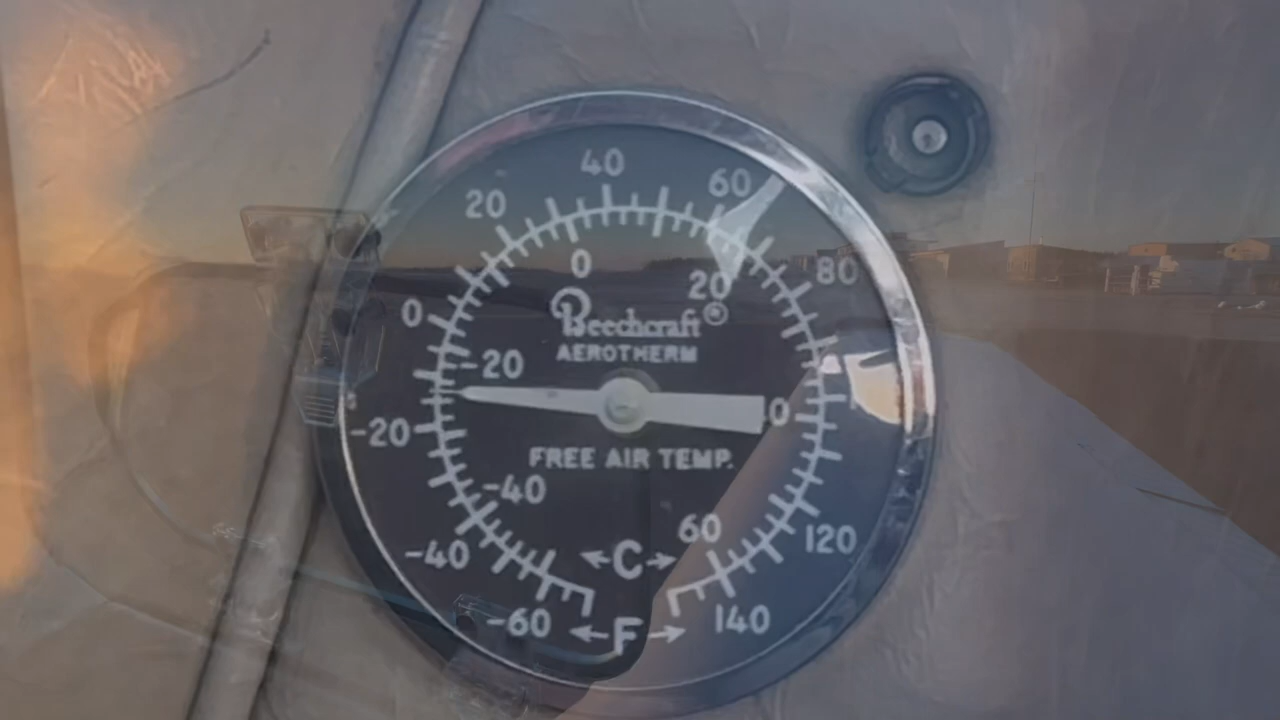 40
20 60
0
20 80
0
Beechcraft®
AEROTHERM
-20
0
-20
FREE AIR TEMP.
-40
60
-40 120
←C→
-60 140
←F→